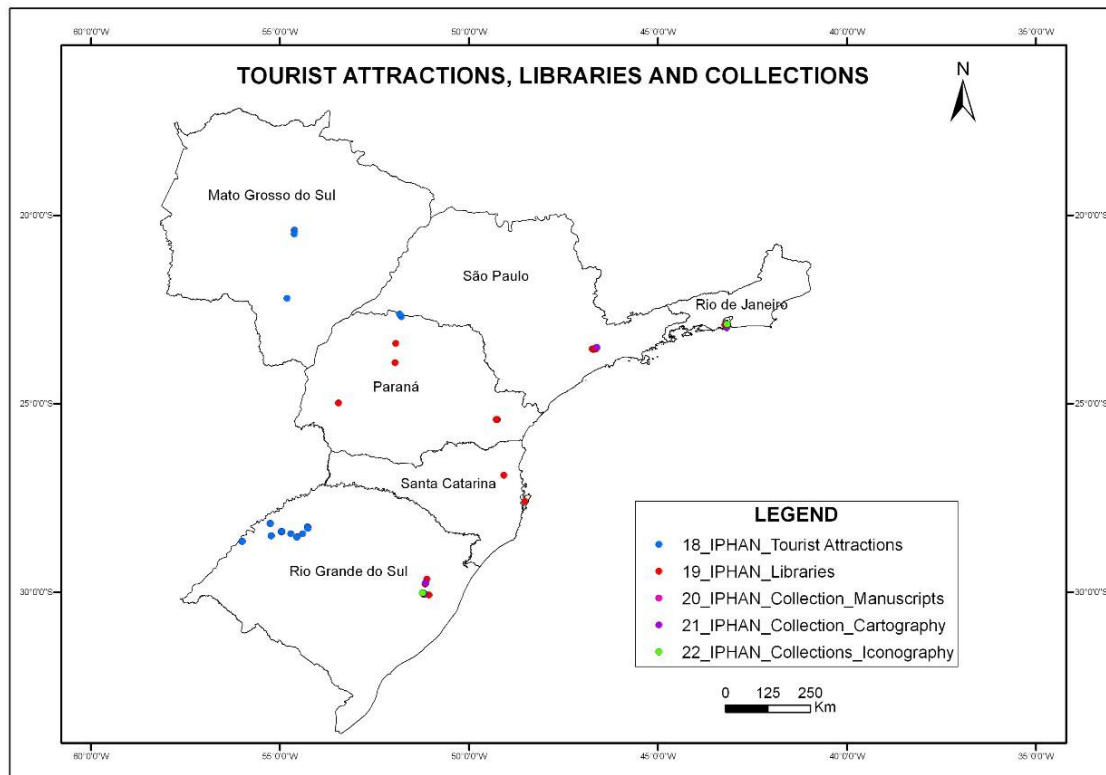 60°0'0"W 55°0'0"W 50°0'0"W 45°0'0"W 40°0'0"W 35°0'0"W
TOURIST ATTRACTIONS, LIBRARIES AND COLLECTIONS
N
Mato Grosso do Sul
20°0'0"S 20°0'0"S
São Paulo
Rio de Janeiro
Paraná
25°0'0"S 25°0'0"S
Santa Catarina
LEGEND
18_IPHAN_Tourist Attractions
Rio Grande do Sul
19_IPHAN_Libraries
30°0'0"S 30°0'0"S
20_IPHAN_Collection_Manuscripts
21_IPHAN_Collection_Cartography
22_IPHAN_Collections_Iconography
0 125 250
Km
60°0'0"W 55°0'0"W 50°0'0"W 45°0'0"W 40°0'0"W 35°0'0"W